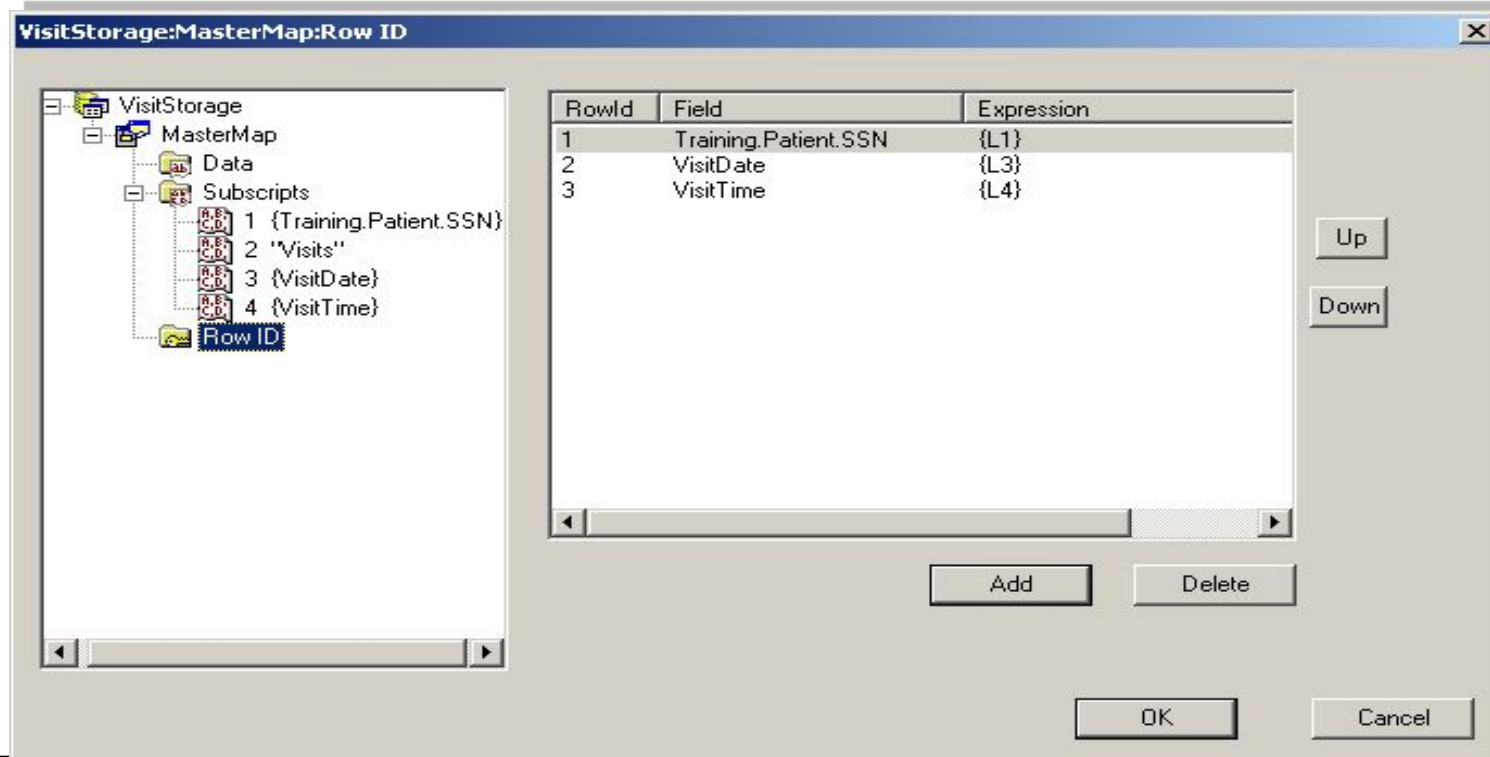 VisitStorage:MasterMap:Row ID
VisitStorage
MasterMap
Data
Subscripts
1 {Training.Patient.SSN}
2 "Visits"
3 {VisitDate}
4 {VisitTime}
Row ID
RowId Field Expression
1 Training.Patient.SSN {L1}
2 VisitDate {L3}
3 VisitTime {L4}
Up
Down
Add Delete
OK Cancel